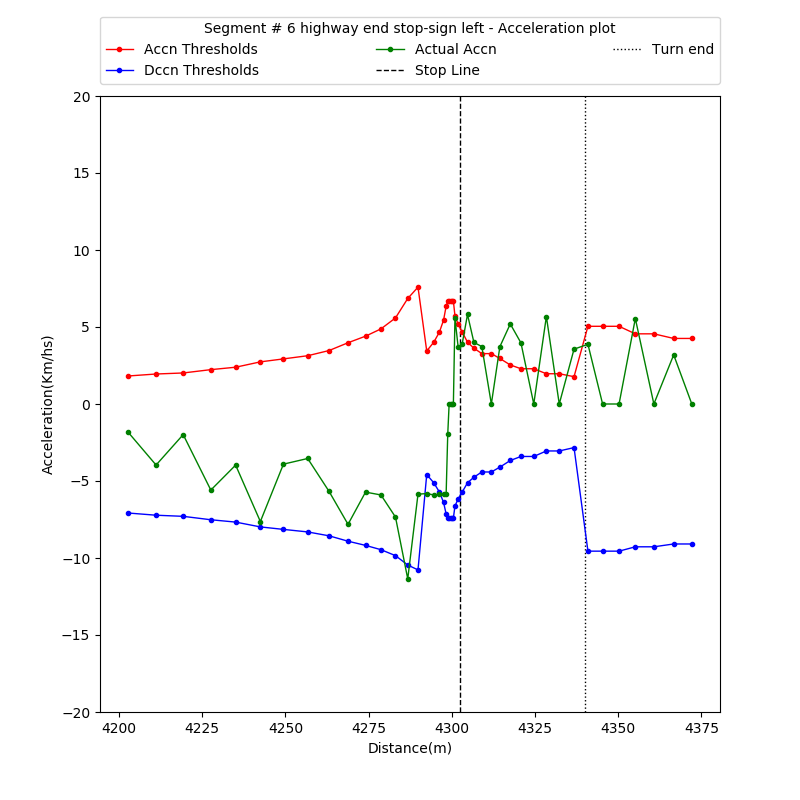 Segment # 6 highway end stop-sign left - Acceleration plot
Accn Thresholds Actual Accn Turn end
Dccn Thresholds Stop Line
20
15
10
5
0
−5
−10
−15
−20
Acceleration(Km/hs)
4200 4225 4250 4275 4300 4325 4350 4375
Distance(m)